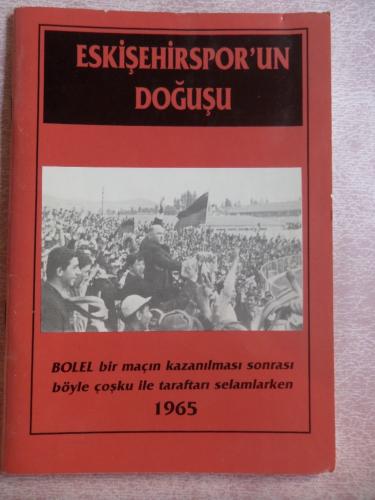 ESKİŞEHİRSPOR'UN
DOĞUŞU
BOLEL bir maçın kazanılması sonrası
böyle çoşku ile taraftarı selamlarken
1965